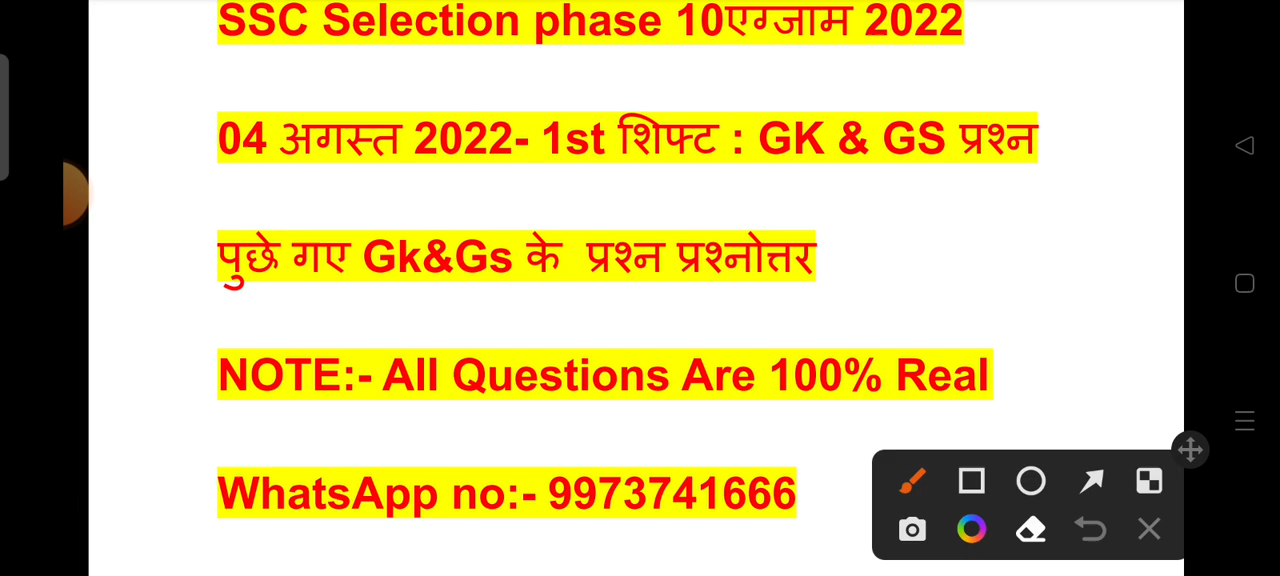 SSC Selection phase 10एग्जाम 2022
04 अगस्त 2022- 1st शिफ्ट : GK & GS प्रश्न
पुछे गए Gk&Gs के प्रश्न प्रश्नोत्तर
NOTE:- All Questions Are 100% Real
WhatsApp no:- 9973741666